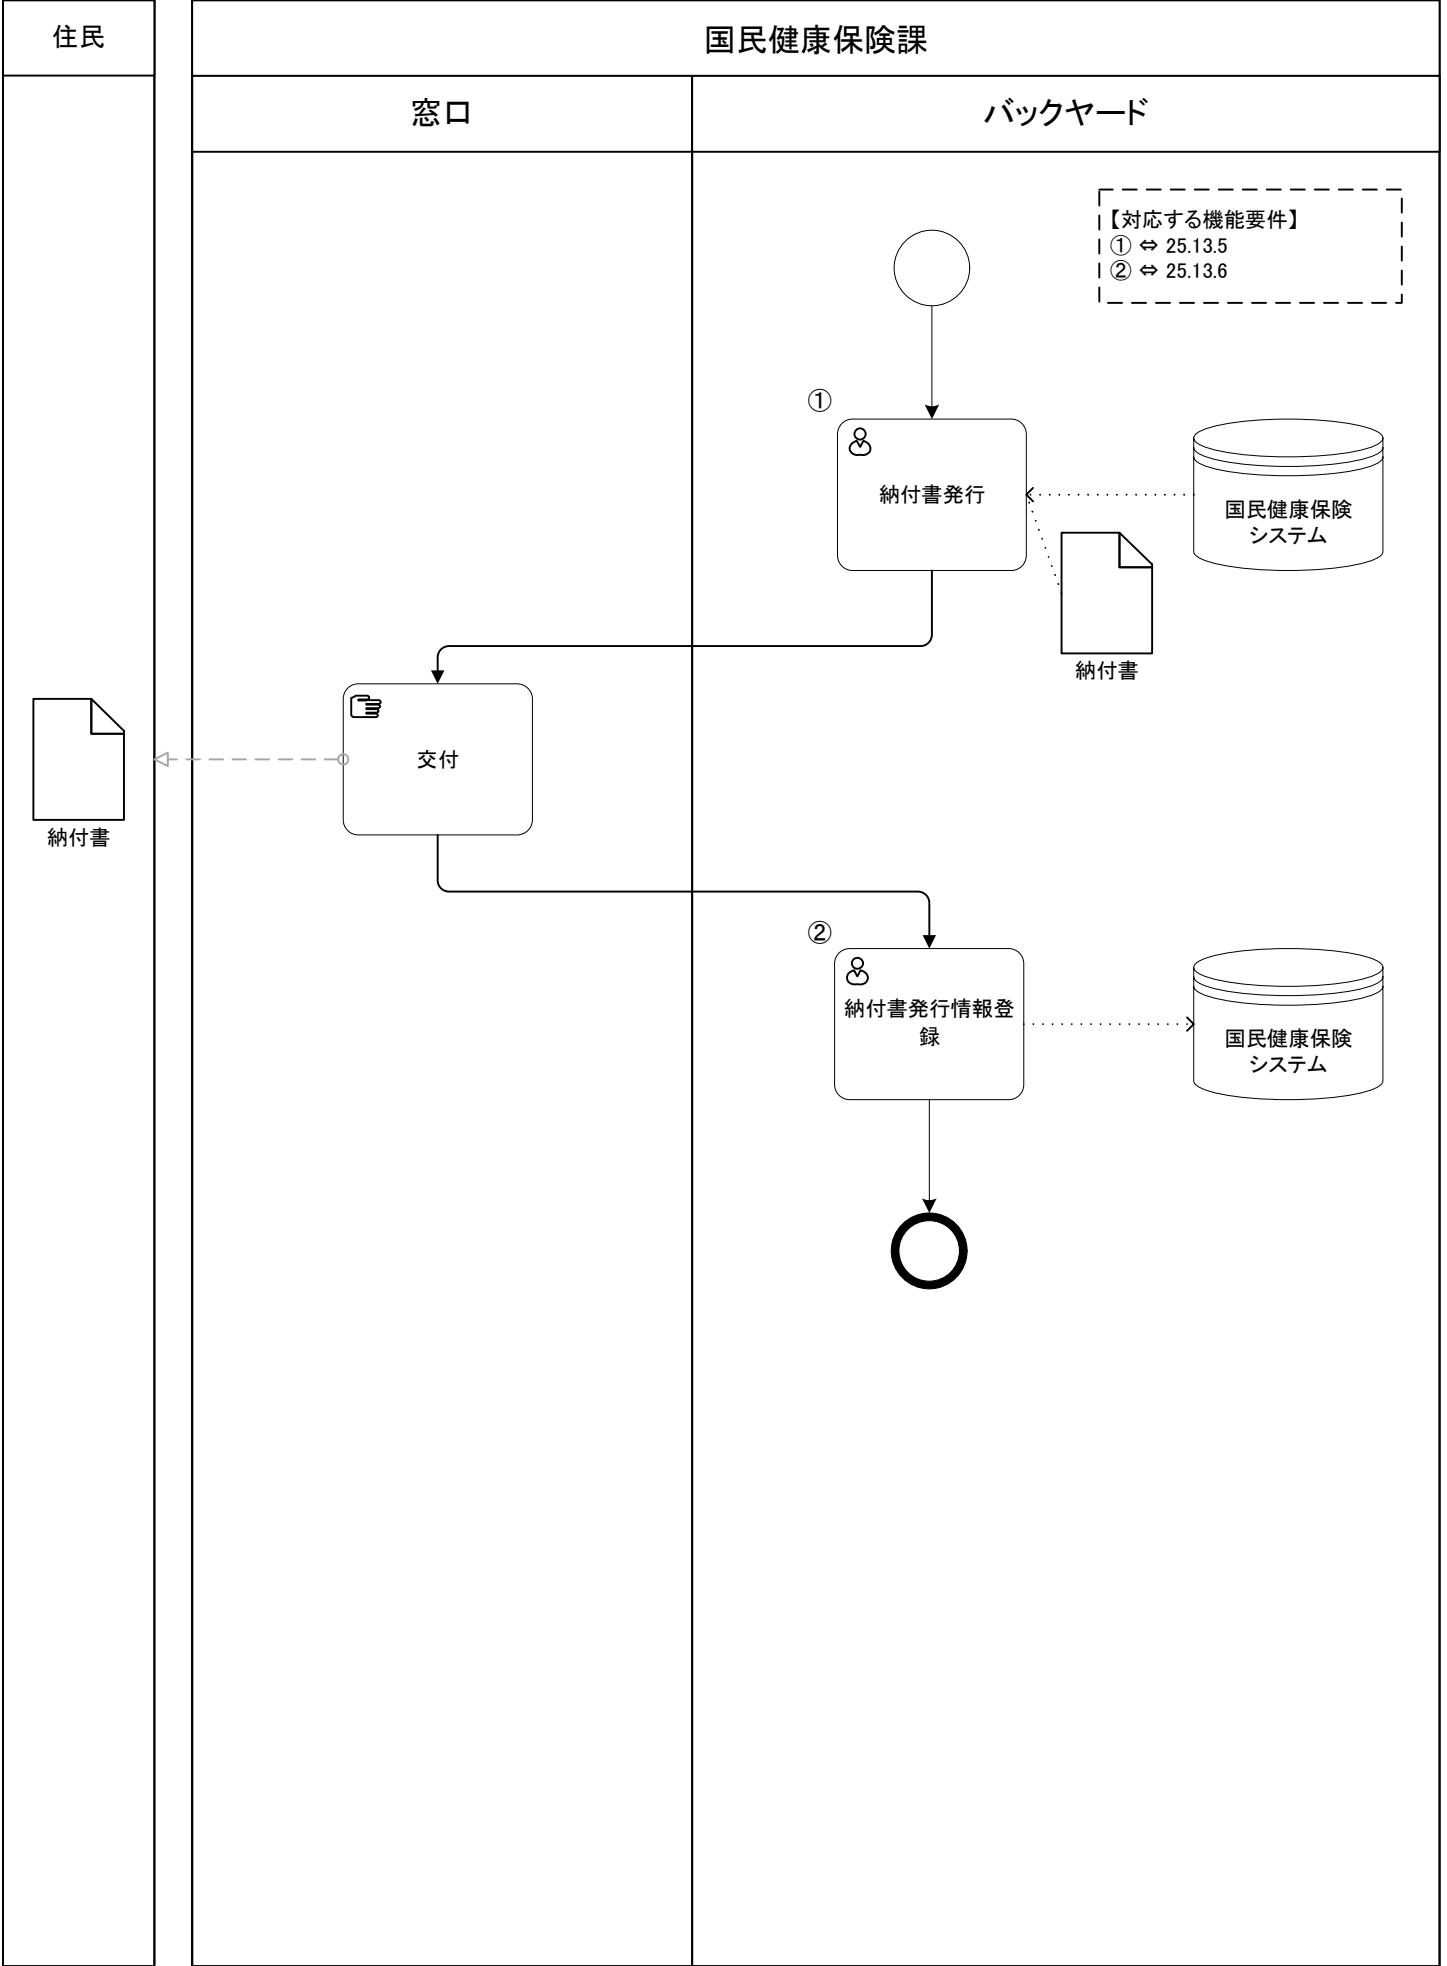 住民
国民健康保険課
窓口
バックヤード
【対応する機能要件】
① ⇔ 25.13.5
② ⇔ 25.13.6
①
納付書発行
国民健康保険
システム
納付書
交付
納付書
②
納付書発行情報登
録
国民健康保険
システム